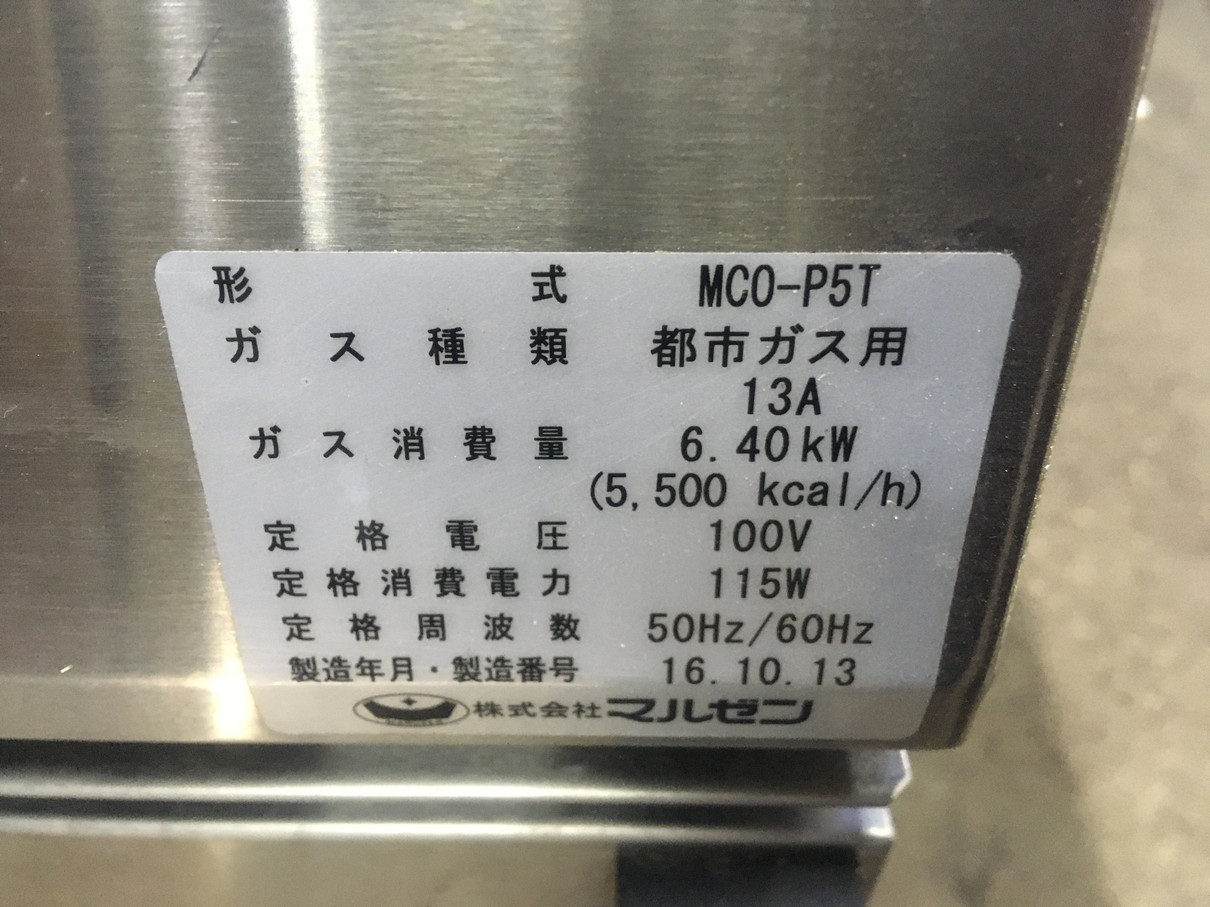 形式 MCO-P5T
ガス種類 都市ガス用
13A
ガス消費量 6.40kW
(5,500 kcal/h)
定格電圧 100V
定格消費電力 115W
定格周波数 50Hz/60Hz
製造年月・製造番号 16.10.13
株式会社マルゼン